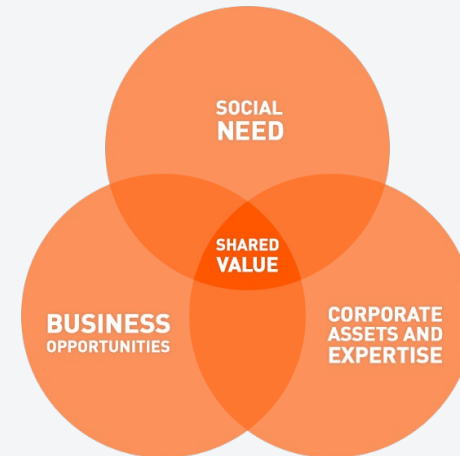 SOCIAL
NEED
SHARED
VALUE
BUSINESS
OPPORTUNITIES
CORPORATE
ASSETS AND
EXPERTISE